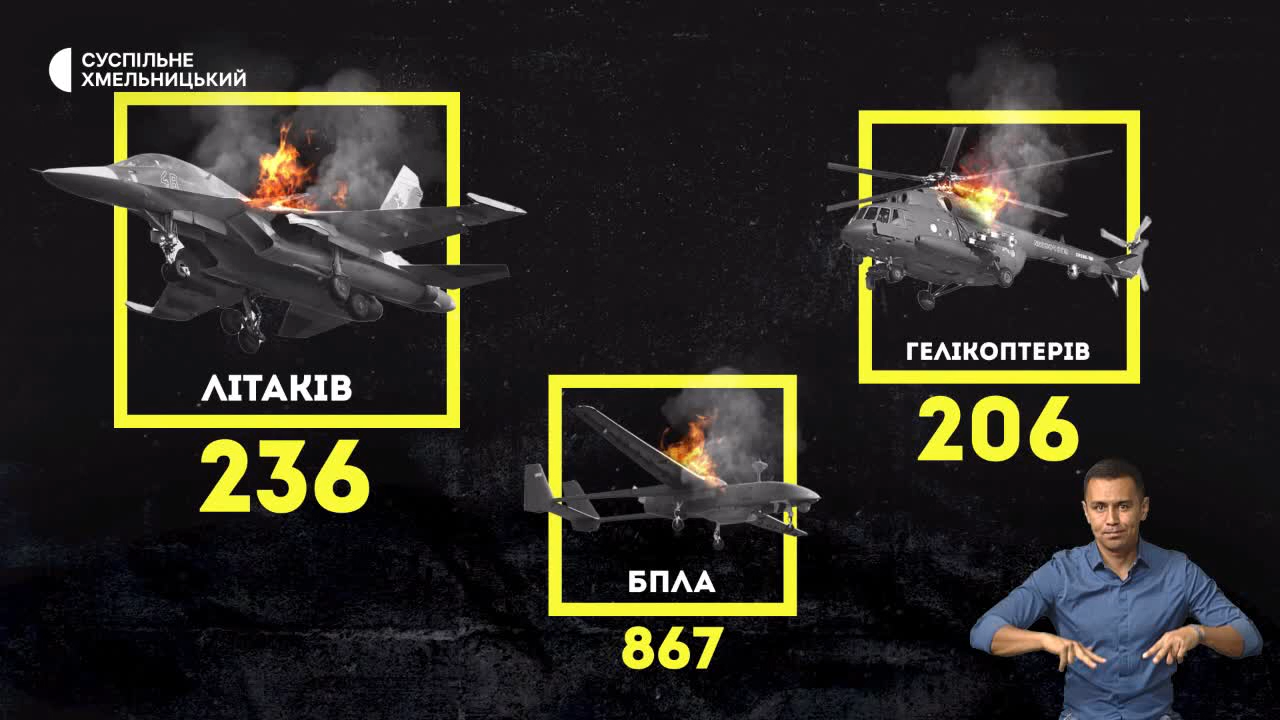 СУСПІЛЬНЕ
ХМЕЛЬНИЦЬКИЙ
ЛІТАКІВ
236
БПЛА
867
ГЕЛІКОПТЕРІВ
206